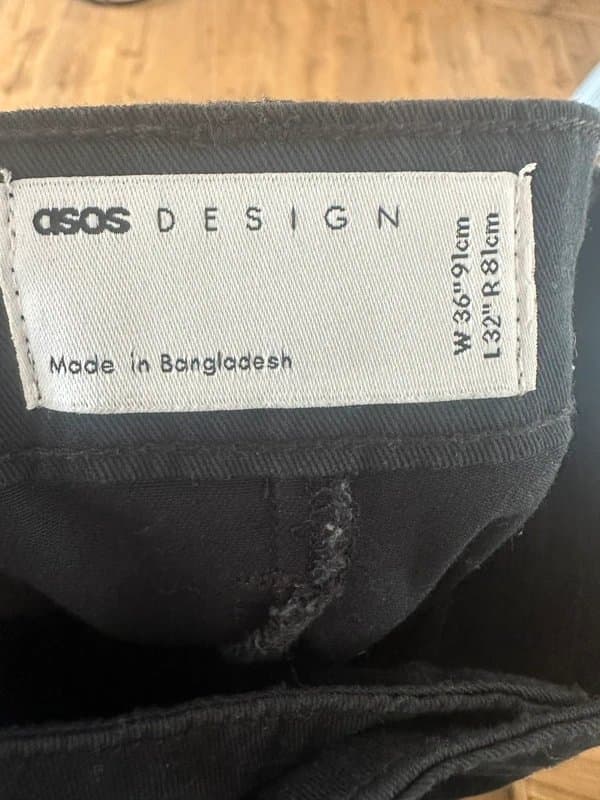 asos DESIGN
Made in Bangladesh
W 36" 91cm
L 32" R 81cm